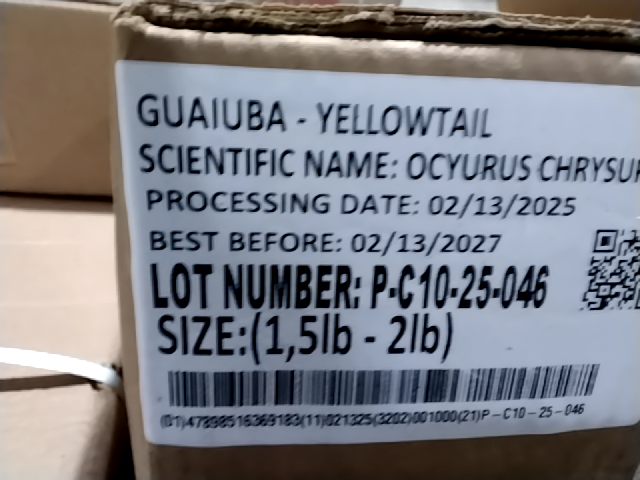 GUAIUBA - YELLOWTAIL
SCIENTIFIC NAME: OCYURUS CHRYSUR
PROCESSING DATE: 02/13/2025
BEST BEFORE: 02/13/2027
LOT NUMBER: P-C10-25-046
SIZE:(1,5lb - 2lb)
(01)47898516369183(11)021325(3202)001000(21)P-C10-25-046